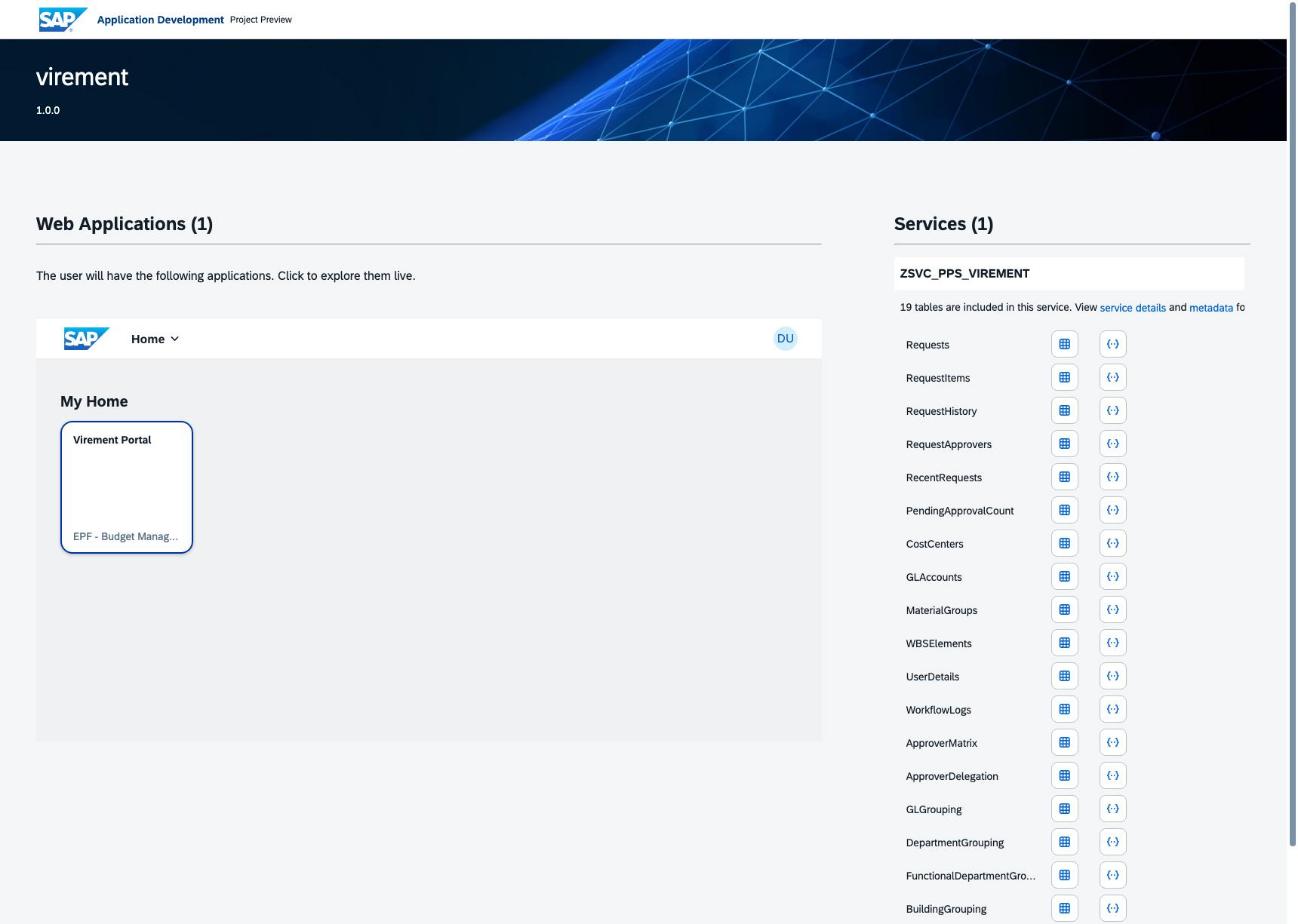 SAP Application Development Project Preview
virement
1.0.0
Web Applications (1)
The user will have the following applications. Click to explore them live.
SAP Home DU
My Home
Virement Portal
EPF - Budget Manag...
Services (1)
ZSVC_PPS_VIREMENT
19 tables are included in this service. View service details and metadata fo
Requests
RequestItems
RequestHistory
RequestApprovers
RecentRequests
PendingApprovalCount
CostCenters
GLAccounts
MaterialGroups
WBSElements
UserDetails
WorkflowLogs
ApproverMatrix
ApproverDelegation
GLGrouping
DepartmentGrouping
FunctionalDepartmentGro...
BuildingGrouping